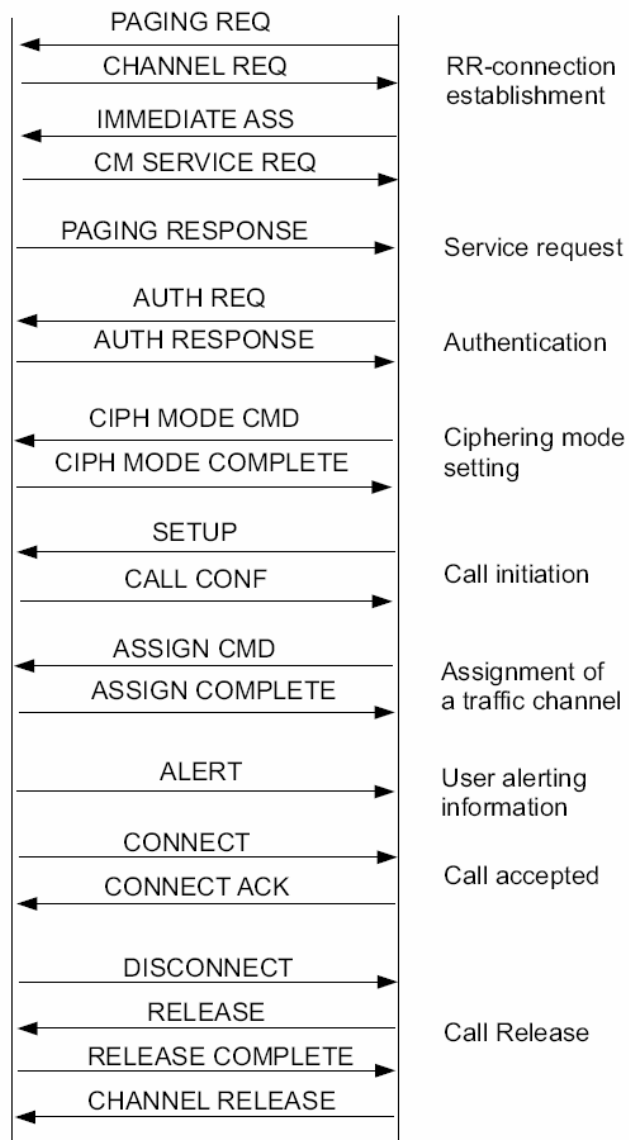 PAGING REQ
CHANNEL REQ
RR-connection
establishment
IMMEDIATE ASS
CM SERVICE REQ
PAGING RESPONSE
Service request
AUTH REQ
AUTH RESPONSE
Authentication
CIPH MODE CMD
CIPH MODE COMPLETE
Ciphering mode
setting
SETUP
CALL CONF
Call initiation
ASSIGN CMD
ASSIGN COMPLETE
Assignment of
a traffic channel
ALERT
User alerting
information
CONNECT
CONNECT ACK
Call accepted
DISCONNECT
RELEASE
RELEASE COMPLETE
Call Release
CHANNEL RELEASE